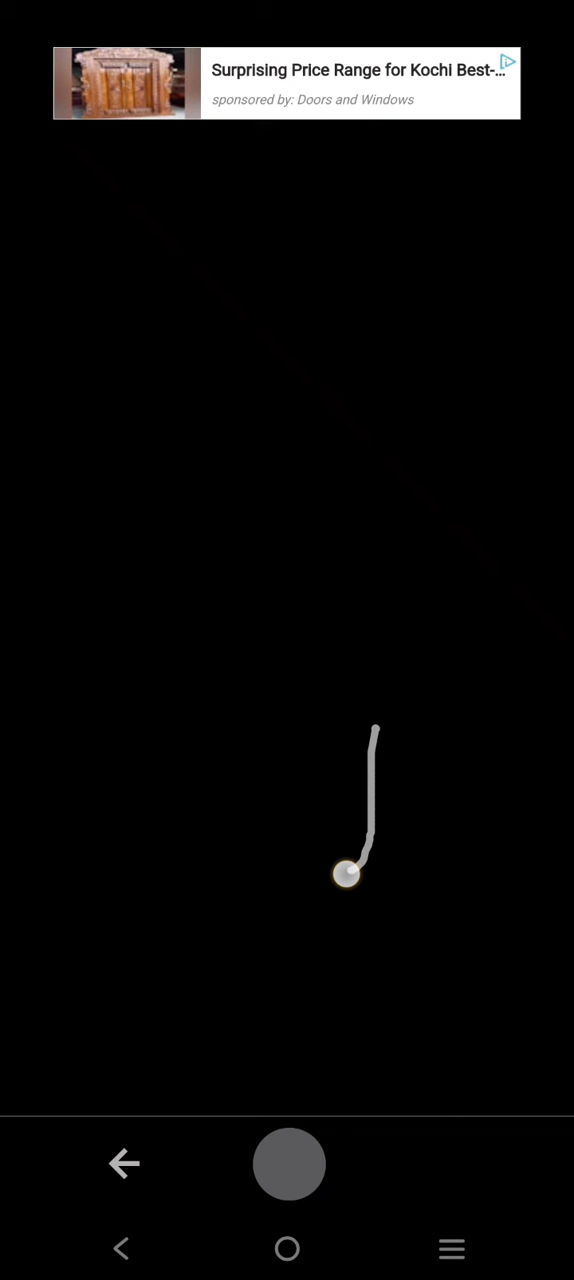 Surprising Price Range for Kochi Best-...
sponsored by: Doors and Windows